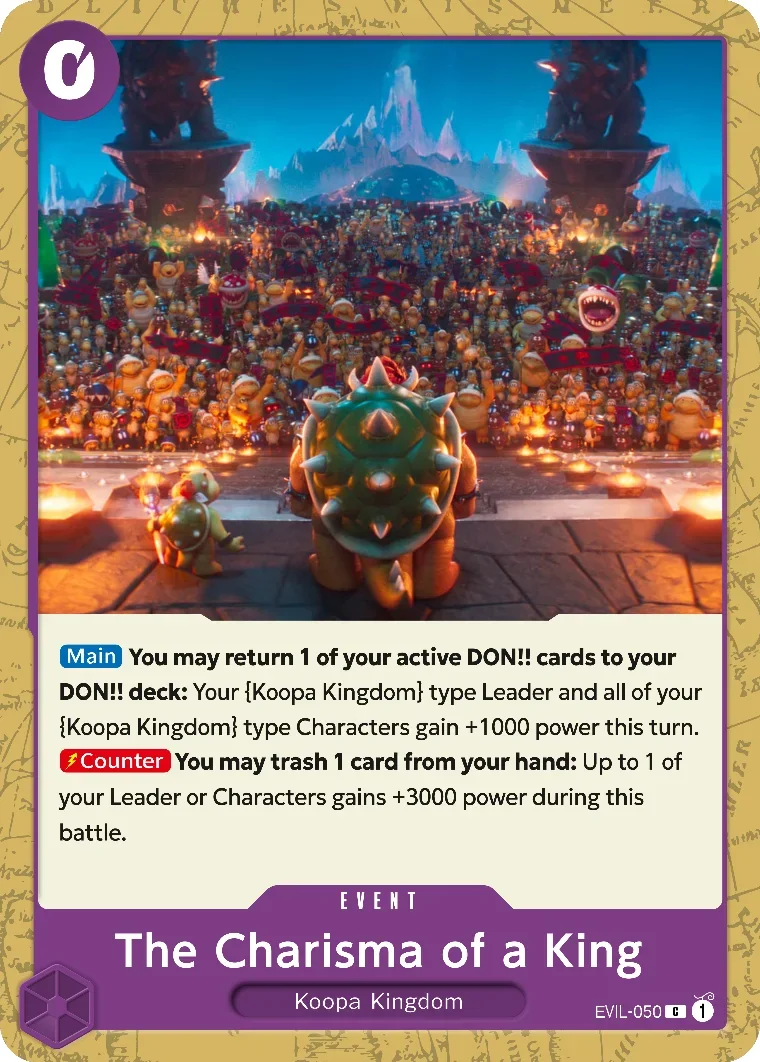 0
Main You may return 1 of your active DON!! cards to your
DON!! deck: Your {Koopa Kingdom} type Leader and all of your
{Koopa Kingdom} type Characters gain +1000 power this turn.
Counter You may trash 1 card from your hand: Up to 1 of
your Leader or Characters gains +3000 power during this
battle.
EVENT
The Charisma of a King
Koopa Kingdom
EVIL-050 C 1